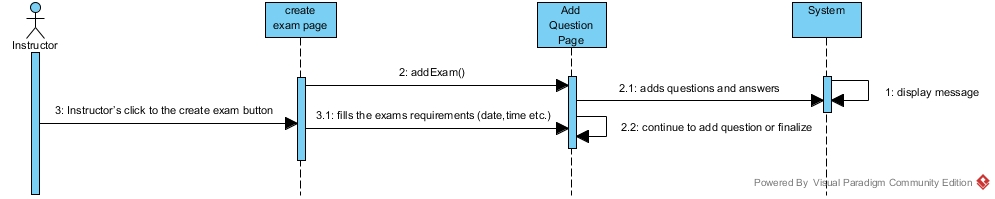 create
exam page
Add
Question
Page
System
Instructor
2: addExam()
2.1: adds questions and answers
1: display message
3: Instructor's click to the create exam button
3.1: fills the exams requirements (date,time etc.)
2.2: continue to add question or finalize
Powered By Visual Paradigm Community Edition